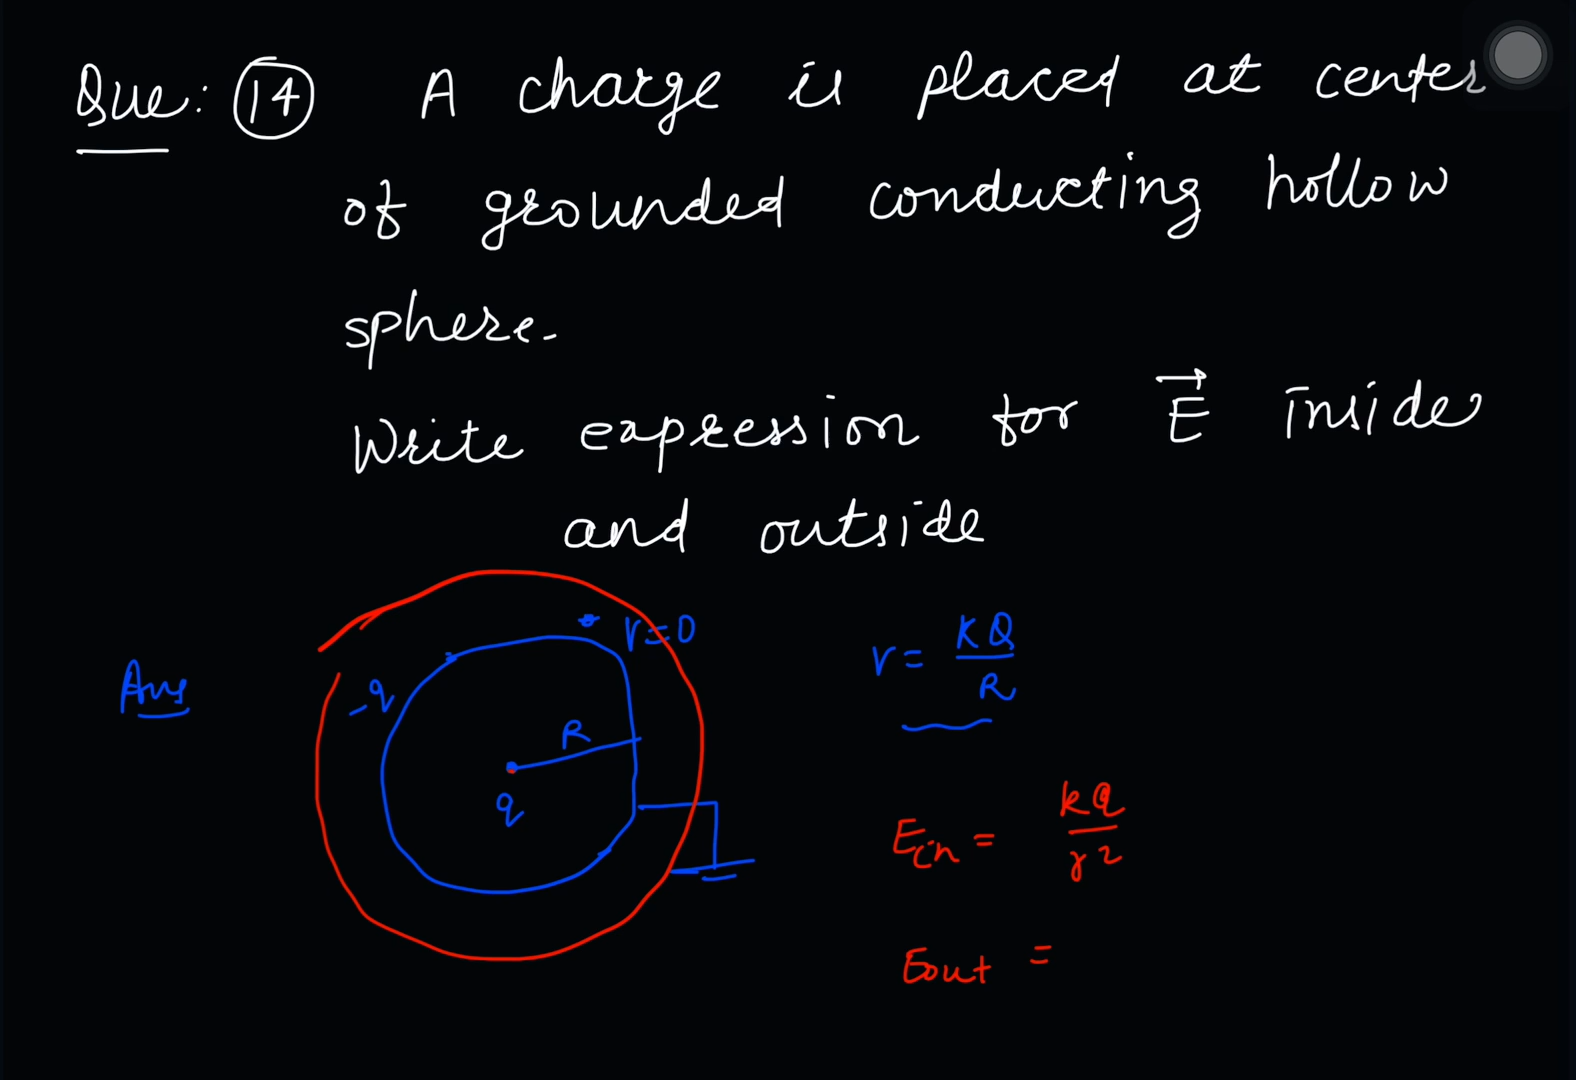 Que: 14 A charge is placed at center
of grounded conducting hollow
sphere.
Write expression for E⃗ inside
and outside
Ans
-q
V=0
R
q
V = KQ/R
Ein = kQ/r²
Eout =